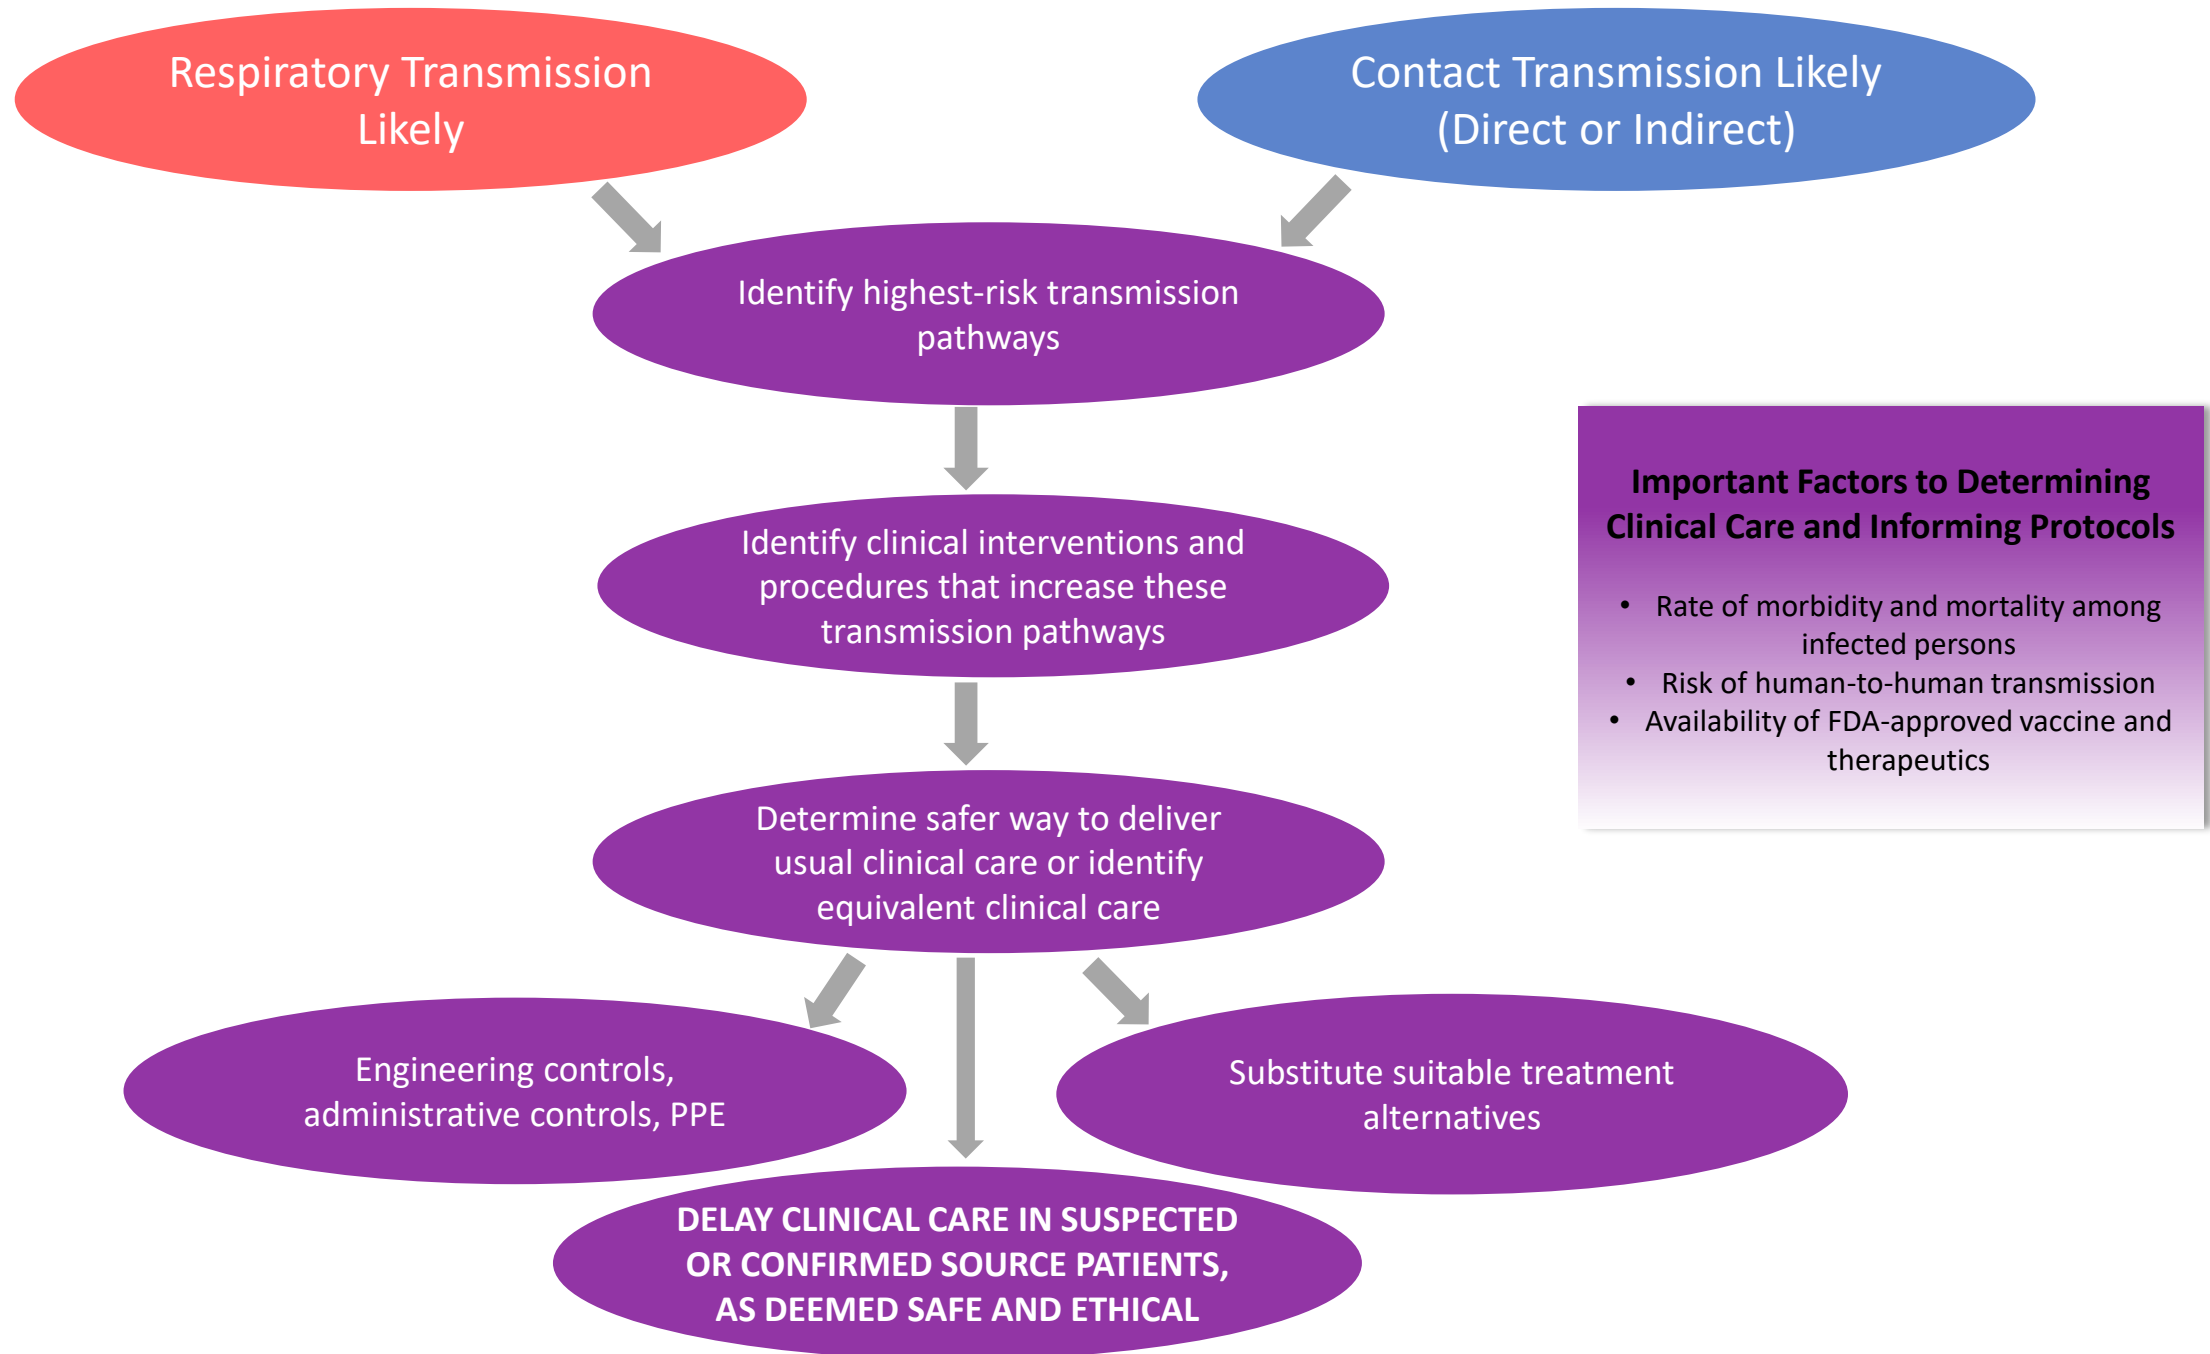 Respiratory Transmission
Likely
Contact Transmission Likely
(Direct or Indirect)
Identify highest-risk transmission
pathways
Identify clinical interventions and
procedures that increase these
transmission pathways
Important Factors to Determining
Clinical Care and Informing Protocols
• Rate of morbidity and mortality among
infected persons
• Risk of human-to-human transmission
• Availability of FDA-approved vaccine and
therapeutics
Determine safer way to deliver
usual clinical care or identify
equivalent clinical care
Engineering controls,
administrative controls, PPE
Substitute suitable treatment
alternatives
DELAY CLINICAL CARE IN SUSPECTED
OR CONFIRMED SOURCE PATIENTS,
AS DEEMED SAFE AND ETHICAL